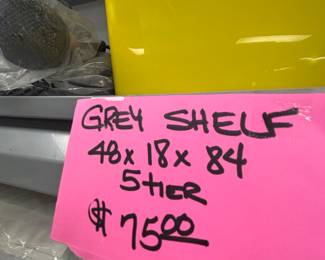 GREY SHELF
48 x 18 x 84
5 tier
$ 75.00